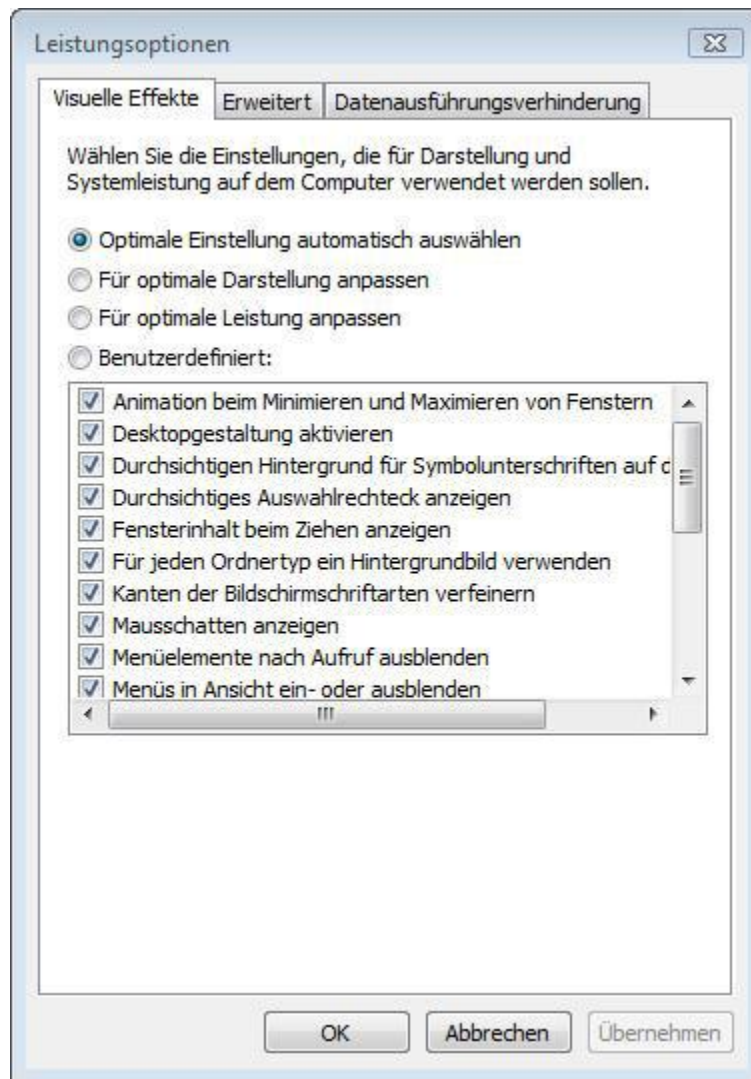 Leistungsoptionen
Visuelle Effekte Erweitert Datenausführungsverhinderung
Wählen Sie die Einstellungen, die für Darstellung und
Systemleistung auf dem Computer verwendet werden sollen.
Optimale Einstellung automatisch auswählen
Für optimale Darstellung anpassen
Für optimale Leistung anpassen
Benutzerdefiniert:
Animation beim Minimieren und Maximieren von Fenstern
Desktopgestaltung aktivieren
Durchsichtigen Hintergrund für Symbolunterschriften auf
Durchsichtiges Auswahlrechteck anzeigen
Fensterinhalt beim Ziehen anzeigen
Für jeden Ordnertyp ein Hintergrundbild verwenden
Kanten der Bildschirmschriftarten verfeinern
Mausschatten anzeigen
Menüelemente nach Aufruf ausblenden
Menüs in Ansicht ein- oder ausblenden
OK Abbrechen Übernehmen